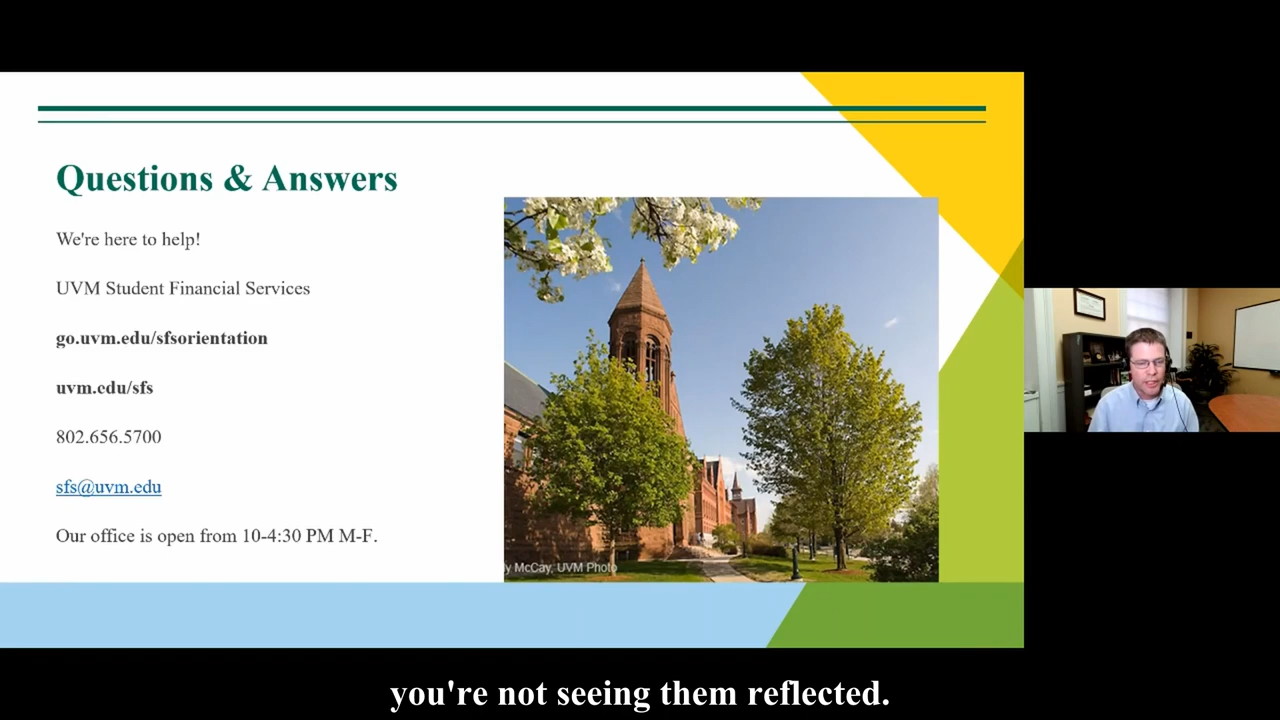 Questions & Answers
We're here to help!
UVM Student Financial Services
go.uvm.edu/sfsorientation
uvm.edu/sfs
802.656.5700
sfs@uvm.edu
Our office is open from 10-4:30 PM M-F.
ly McCay, UVM Photo
you're not seeing them reflected.